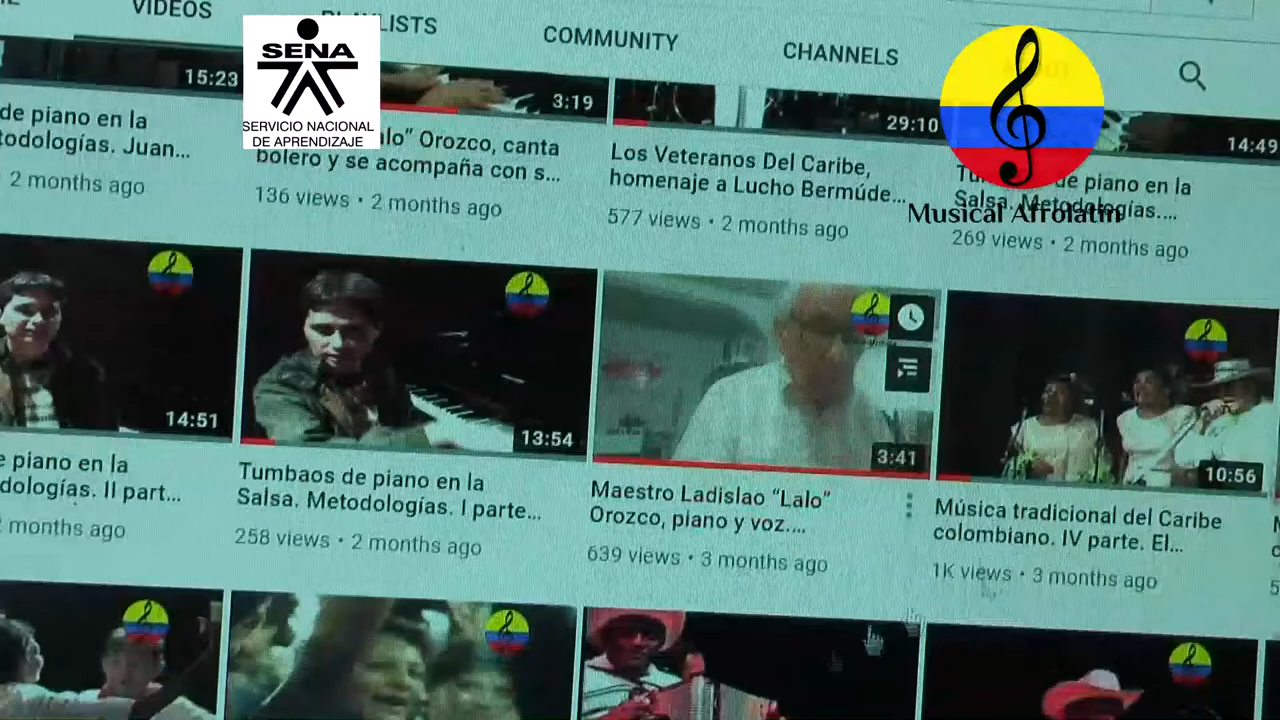 VIDEOS
PLAYLISTS
COMMUNITY
CHANNELS
SENA
SERVICIO NACIONAL
DE APRENDIZAJE
Musical Afrolatin
15:23
3:19
29:10
14:49
de piano en la
todologías. Juan...
2 months ago
alo” Orozco, canta
bolero y se acompaña con s...
136 views • 2 months ago
Los Veteranos Del Caribe,
homenaje a Lucho Bermúde...
577 views • 2 months ago
de piano en la
Salsa. Metodologías....
269 views • 2 months ago
14:51
13:54
3:41
10:56
e piano en la
dologías. II part...
months ago
Tumbaos de piano en la
Salsa. Metodologías. I parte...
258 views • 2 months ago
Maestro Ladislao “Lalo”
Orozco, piano y voz....
639 views • 3 months ago
Música tradicional del Caribe
colombiano. IV parte. El...
1K views • 3 months ago